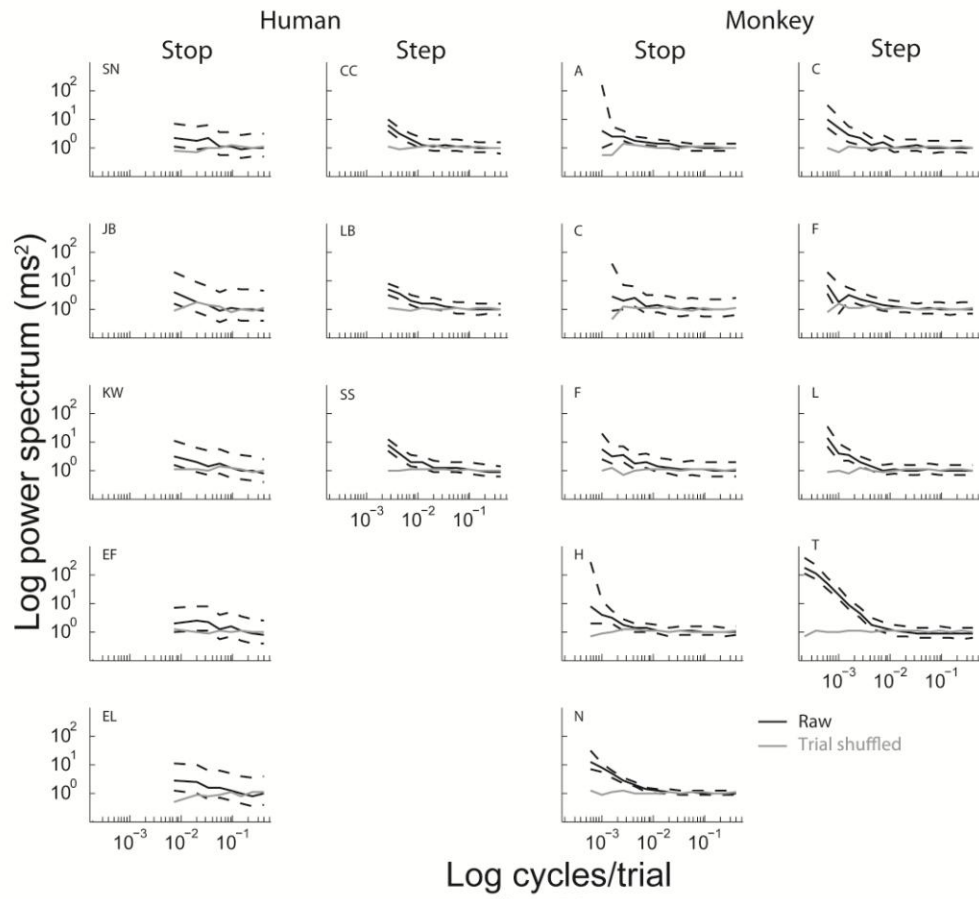 Human Monkey
Stop Step Stop Step
SN CC A C
10² 10¹ 10⁰
JB LB C F
10² 10¹ 10⁰
KW SS F L
10² 10¹ 10⁰
10⁻³ 10⁻² 10⁻¹
EF H T
10² 10¹ 10⁰
10⁻³ 10⁻² 10⁻¹
EL N
10² 10¹ 10⁰
Raw
Trial shuffled
10⁻³ 10⁻² 10⁻¹ 10⁻³ 10⁻² 10⁻¹
Log power spectrum (ms²)
Log cycles/trial